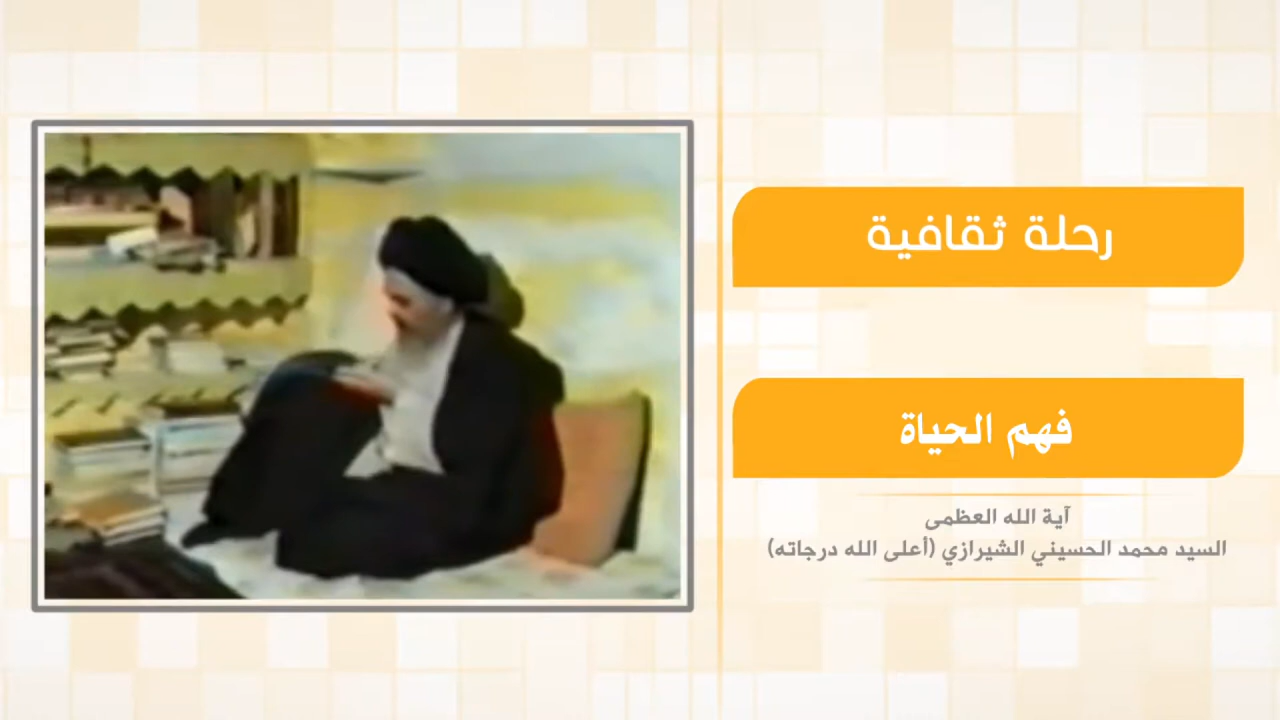 رحلة ثقافية
فهم الحياة
آية الله العظمى
السيد محمد الحسيني الشيرازي (أعلى الله درجاته)